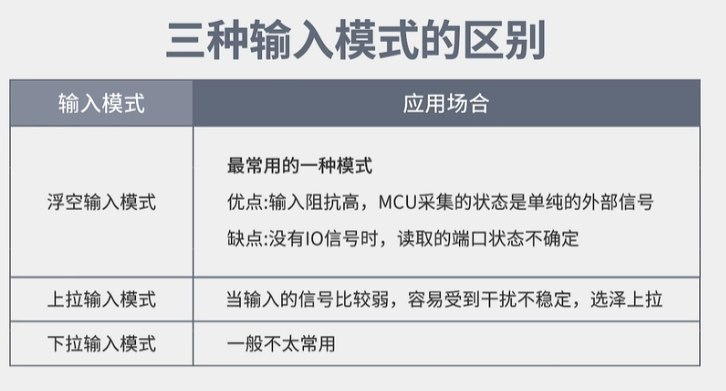 三种输入模式的区别
输入模式
应用场合
浮空输入模式
最常用的一种模式
优点:输入阻抗高，MCU采集的状态是单纯的外部信号
缺点:没有IO信号时，读取的端口状态不确定
上拉输入模式
当输入的信号比较弱，容易受到干扰不稳定，选泽上拉
下拉输入模式
一般不太常用